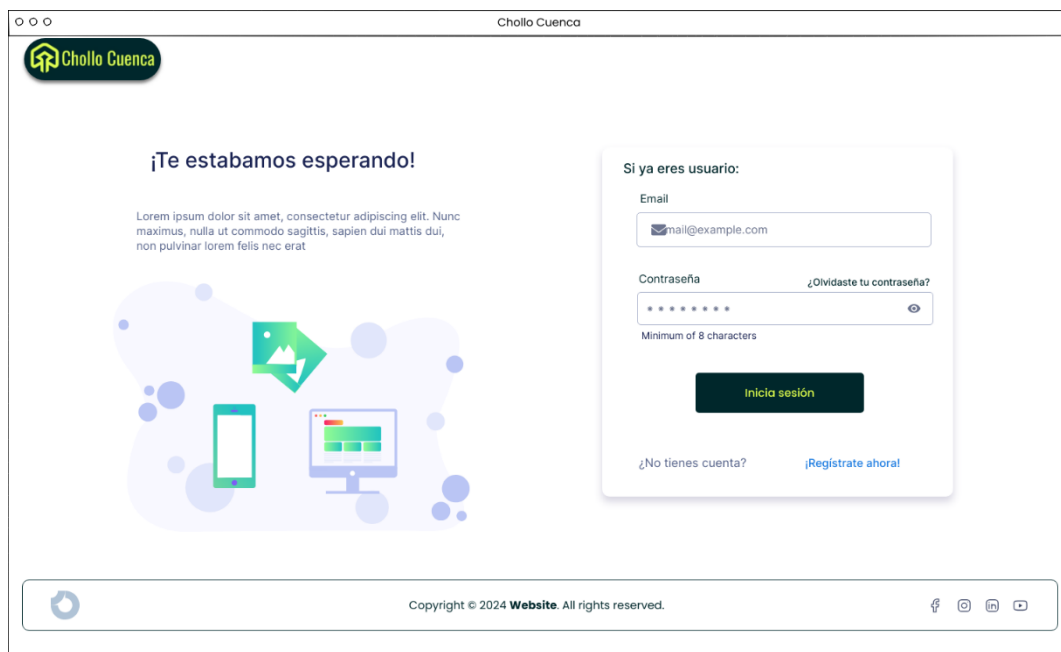 Chollo Cuenca
Chollo Cuenca
¡Te estabamos esperando!
Lorem ipsum dolor sit amet, consectetur adipiscing elit. Nunc
maximus, nulla ut commodo sagittis, sapien dui mattis dui,
non pulvinar lorem felis nec erat
Si ya eres usuario:
Email
mail@example.com
Contraseña
¿Olvidaste tu contraseña?
Minimum of 8 characters
Inicia sesión
¿No tienes cuenta?
¡Regístrate ahora!
Copyright © 2024 Website. All rights reserved.